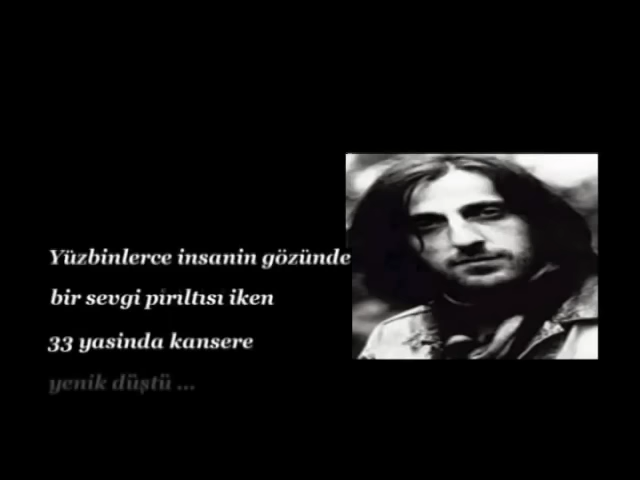 Yüzbinlerce insanin gözünde
bir sevgi pırıltısı iken
33 yasinda kansere
yenik düştü ...